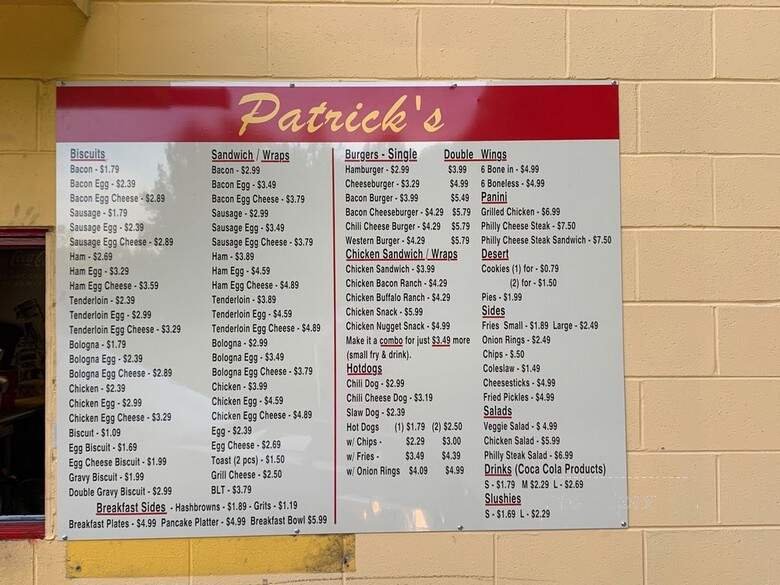 Patrick's
Biscuits
Bacon - $1.79
Bacon Egg - $2.39
Bacon Egg Cheese - $2.89
Sausage - $1.79
Sausage Egg - $2.39
Sausage Egg Cheese - $2.89
Ham - $2.69
Ham Egg - $3.29
Ham Egg Cheese - $3.59
Tenderloin - $2.39
Tenderloin Egg - $2.99
Tenderloin Egg Cheese - $3.29
Bologna - $1.79
Bologna Egg - $2.39
Bologna Egg Cheese - $2.89
Chicken - $2.39
Chicken Egg - $2.99
Chicken Egg Cheese - $3.29
Biscuit - $1.09
Egg Biscuit - $1.69
Egg Cheese Biscuit - $1.99
Gravy Biscuit - $1.99
Double Gravy Biscuit - $2.99
Sandwich / Wraps
Bacon - $2.99
Bacon Egg - $3.49
Bacon Egg Cheese - $3.79
Sausage - $2.99
Sausage Egg - $3.49
Sausage Egg Cheese - $3.79
Ham - $3.89
Ham Egg - $4.59
Ham Egg Cheese - $4.89
Tenderloin - $3.89
Tenderloin Egg - $4.59
Tenderloin Egg Cheese - $4.89
Bologna - $2.99
Bologna Egg - $3.49
Bologna Egg Cheese - $3.79
Chicken - $3.99
Chicken Egg - $4.59
Chicken Egg Cheese - $4.89
Egg - $2.39
Egg Cheese - $2.69
Toast (2 pcs) - $1.50
Grill Cheese - $2.50
BLT - $3.79
Breakfast Sides - Hashbrowns - $1.89 - Grits - $1.19
Breakfast Plates - $4.99 Pancake Platter - $4.99 Breakfast Bowl $5.99
Burgers - Single Double
Hamburger - $2.99 $3.99
Cheeseburger - $3.29 $4.99
Bacon Burger - $3.99 $5.49
Bacon Cheeseburger - $4.29 $5.79
Chili Cheese Burger - $4.29 $5.79
Western Burger - $4.29 $5.79
Chicken Sandwich / Wraps
Chicken Sandwich - $3.99
Chicken Bacon Ranch - $4.29
Chicken Buffalo Ranch - $4.29
Chicken Snack - $5.99
Chicken Nugget Snack - $4.99
Make it a combo for just $3.49 more
(small fry & drink).
Hotdogs
Chili Dog - $2.99
Chili Cheese Dog - $3.19
Slaw Dog - $2.39
Hot Dogs (1) $1.79 (2) $2.50
w/ Chips - $2.29 $3.00
w/ Fries - $3.49 $4.39
w/ Onion Rings $4.09 $4.99
Wings
6 Bone in - $4.99
6 Boneless - $4.99
Panini
Grilled Chicken - $6.99
Philly Cheese Steak - $7.50
Philly Cheese Steak Sandwich - $7.50
Desert
Cookies (1) for - $0.79
(2) for - $1.50
Pies - $1.99
Sides
Fries Small - $1.89 Large - $2.49
Onion Rings - $2.49
Chips - $.50
Coleslaw - $1.49
Cheesesticks - $4.99
Fried Pickles - $4.99
Salads
Veggie Salad - $ 4.99
Chicken Salad - $5.99
Philly Steak Salad - $6.99
Drinks (Coca Cola Products)
S - $1.79 M $2.29 L - $2.69
Slushies
S - $1.69 L - $2.29